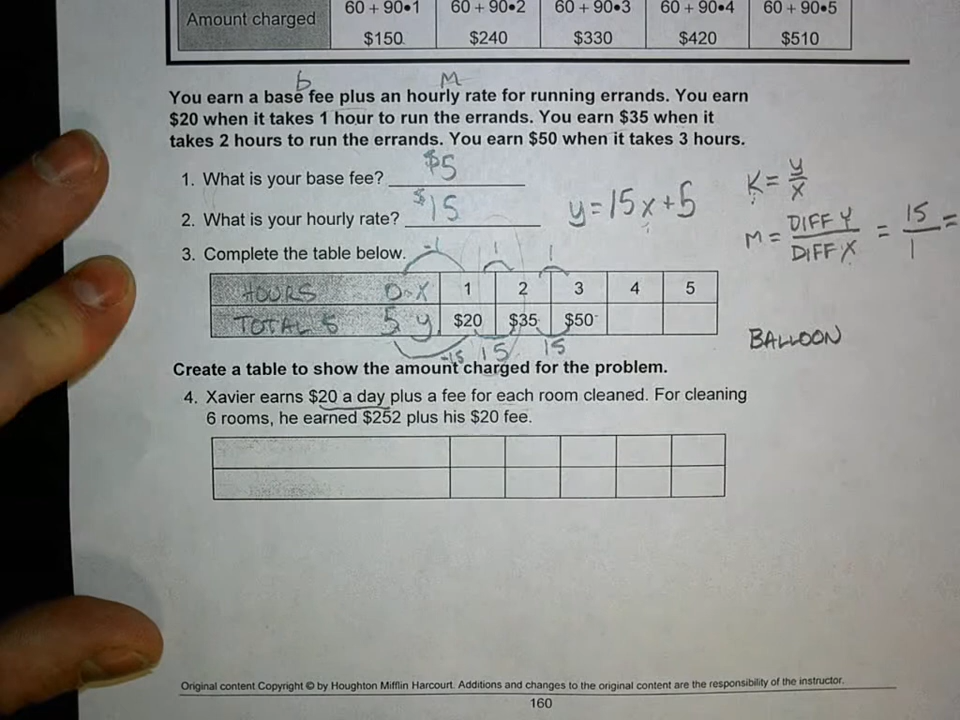 60 + 90•1 60 + 90•2 60 + 90•3 60 + 90•4 60 + 90•5
Amount charged
$150 $240 $330 $420 $510
b M
You earn a base fee plus an hourly rate for running errands. You earn
$20 when it takes 1 hour to run the errands. You earn $35 when it
takes 2 hours to run the errands. You earn $50 when it takes 3 hours.
1. What is your base fee? $5
2. What is your hourly rate? $15
y=15x+5
K= y/x
M = DIFF Y / DIFF X = 15 / 1 =
3. Complete the table below.
-1 1 1
HOURS 0 X 1 2 3 4 5
TOTAL $ 5 y $20 $35 $50
-15 15 15
BALLOON
Create a table to show the amount charged for the problem.
4. Xavier earns $20 a day plus a fee for each room cleaned. For cleaning
6 rooms, he earned $252 plus his $20 fee.
Original content Copyright © by Houghton Mifflin Harcourt. Additions and changes to the original content are the responsibility of the instructor.
160